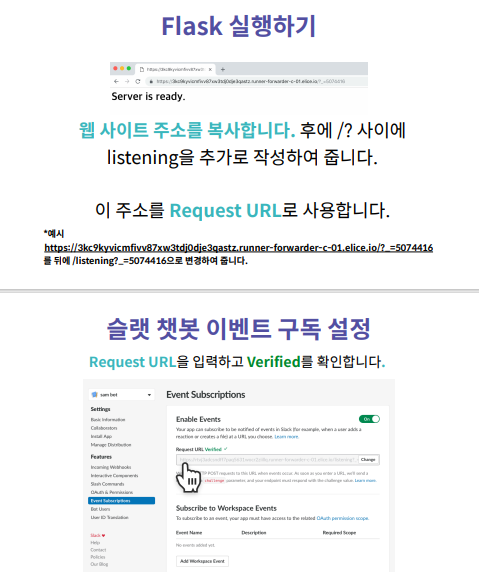 Flask 실행하기
Server is ready.
웹 사이트 주소를 복사합니다. 후에 /? 사이에
listening을 추가로 작성하여 줍니다.
이 주소를 Request URL로 사용합니다.
*예시
https://3kc9kyvicmfivv87xw3tdj0dje3qastz.runner-forwarder-c-01.elice.io/?_=5074416
를 뒤에 /listening?_=5074416으로 변경하여 줍니다.
슬랙 챗봇 이벤트 구독 설정
Request URL을 입력하고 Verified를 확인합니다.
sam bot
Event Subscriptions
Settings
Basic Information
Collaborators
Install App
Manage Distribution
Features
Incoming Webhooks
Interactive Components
Slash Commands
OAuth & Permissions
Event Subscriptions
Bot Users
User ID Translation
Slack
Help
Contact
Policies
Our Blog
Enable Events
On
Your app can subscribe to be notified of events in Slack (for example, when a user adds a
reaction or creates a file) at a URL you choose. Learn more.
Request URL Verified
Change
HTTP POST requests to this URL when events occur. As soon as you enter a URL, we'll send a
challenge parameter, and your endpoint must respond with the challenge value. Learn more
Subscribe to Workspace Events
To subscribe to an event, your app must have access to the related OAuth permission scope.
Event Name Description Required Scope
No events added yet.
Add Workspace Event